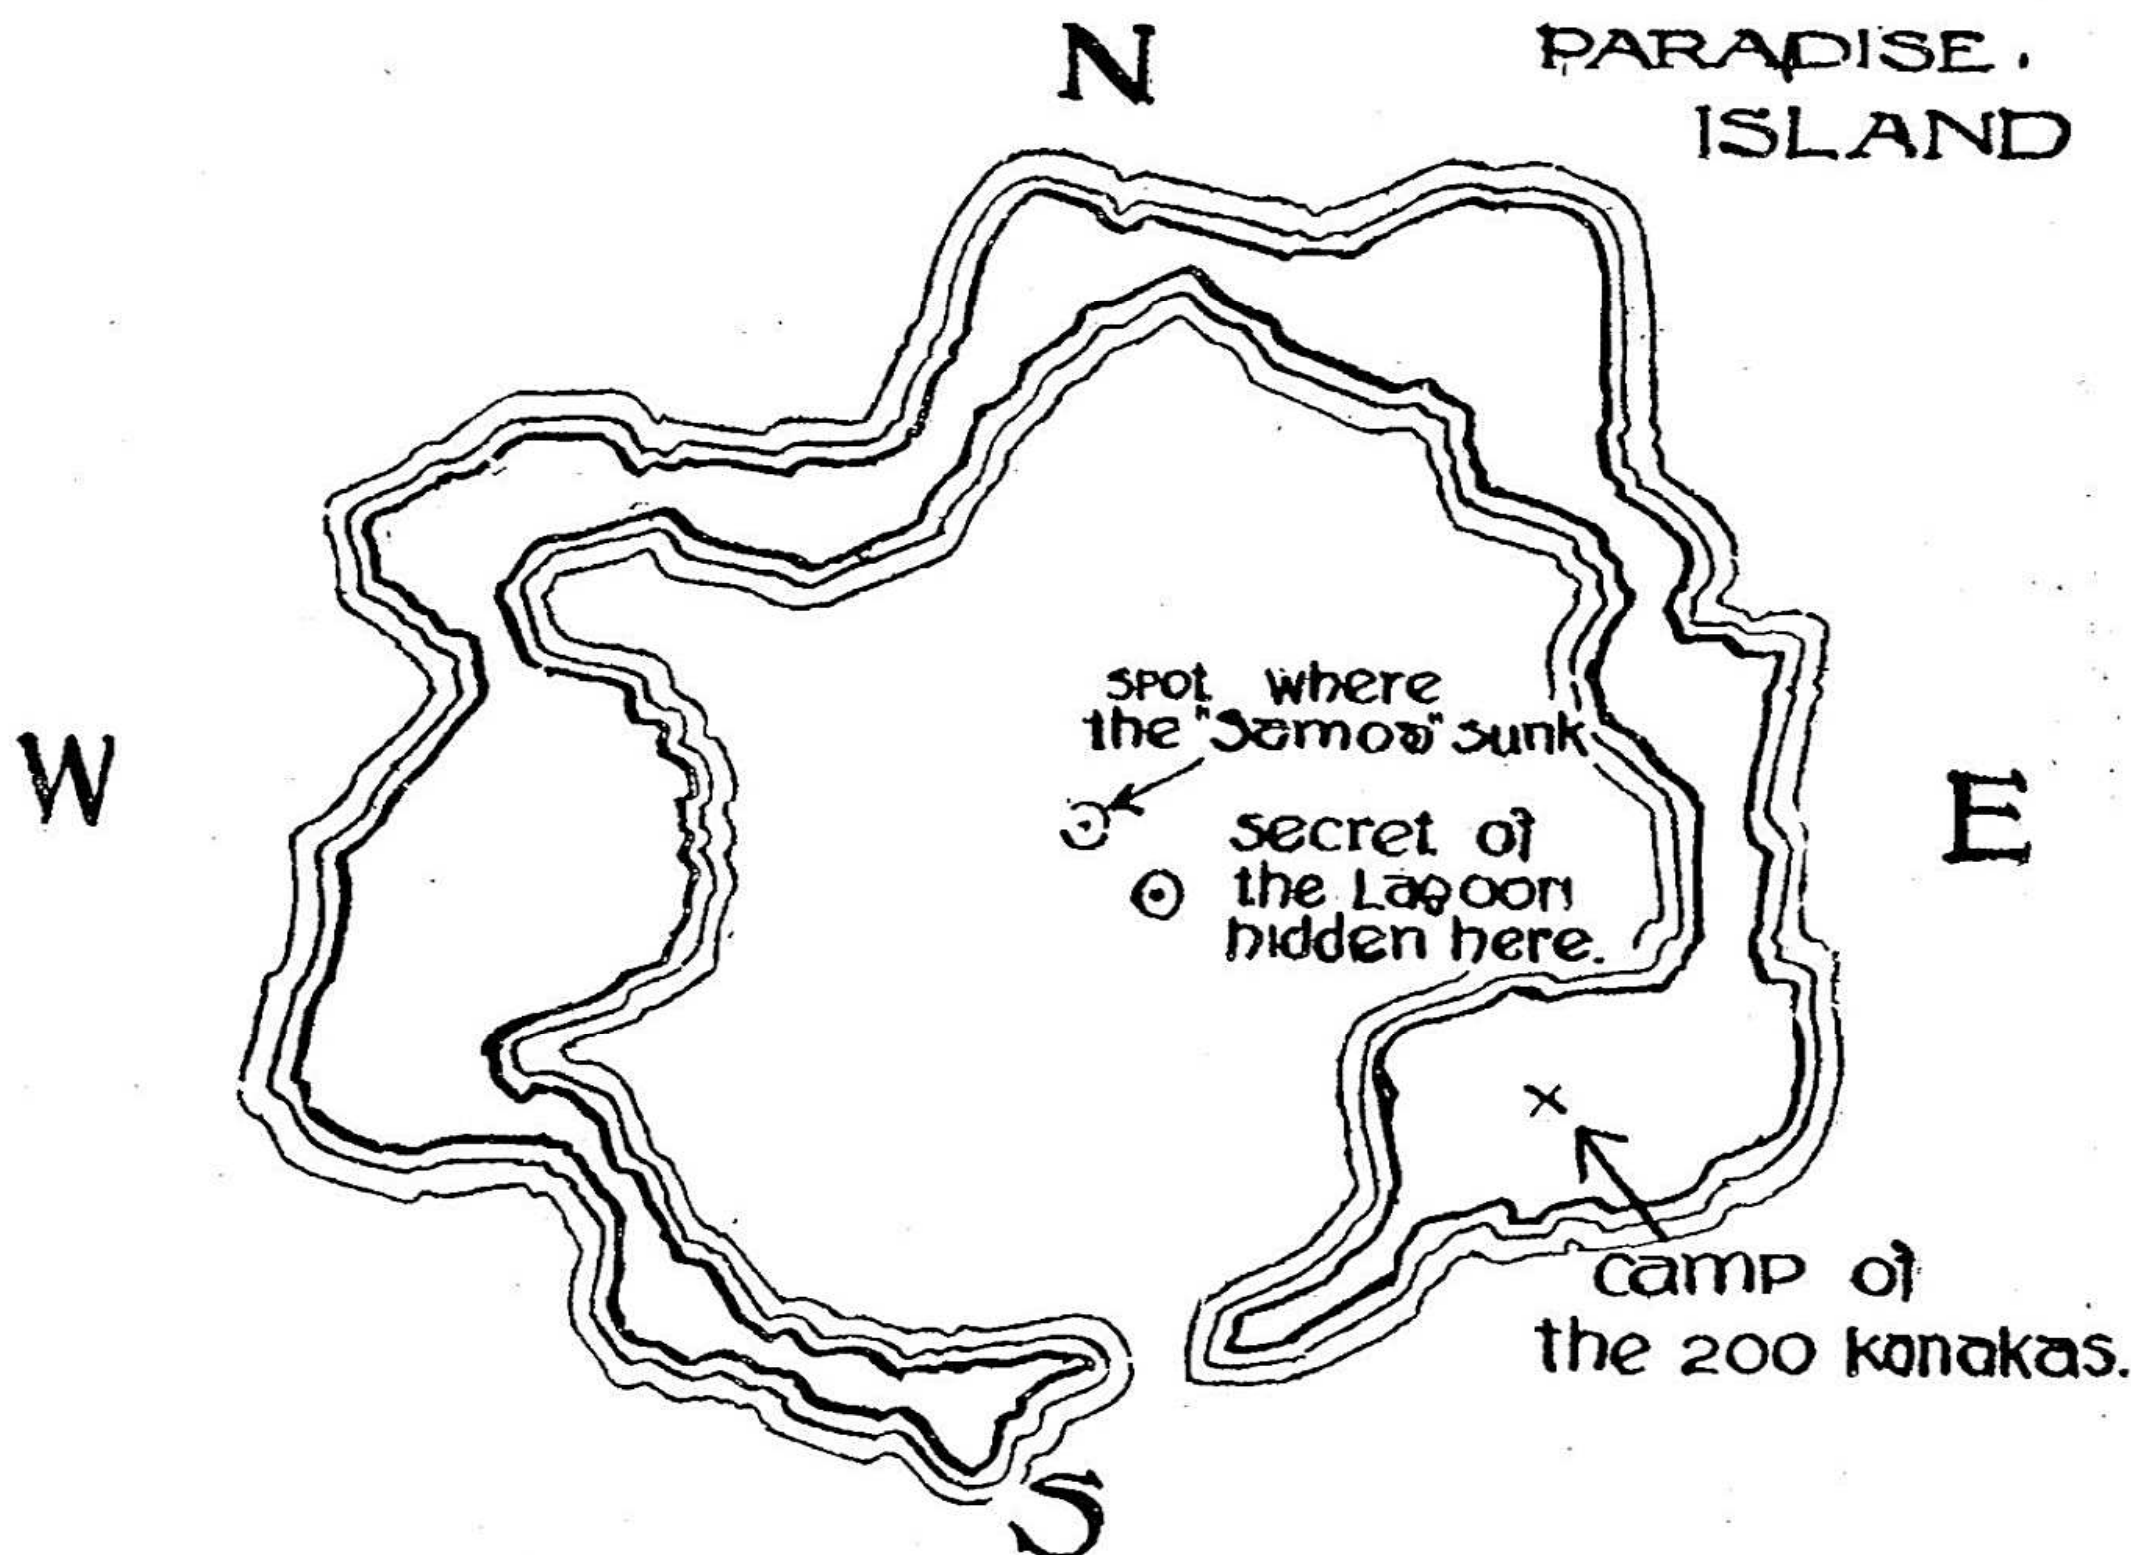 N
PARADISE.
ISLAND
W
spot where
the "Samoa" sunk
E
secret of
the Lagoon
hidden here.
camp of
the 200 kanakas.
S